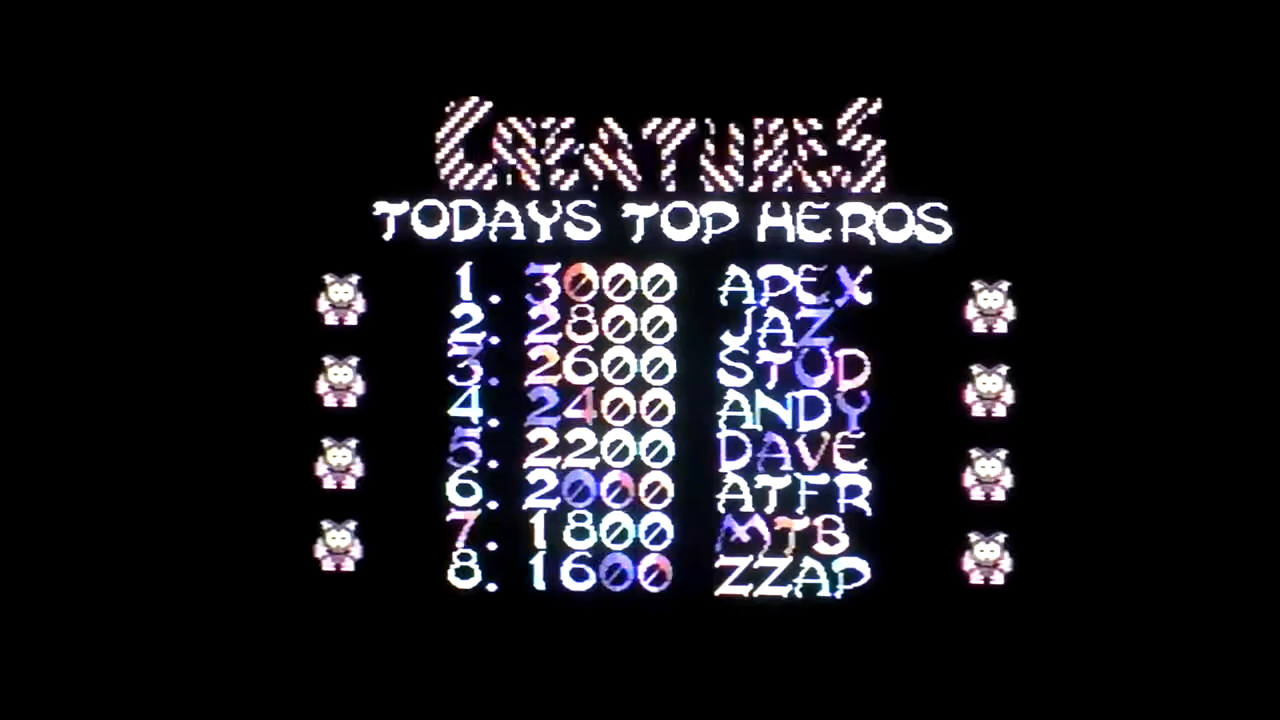 CREATURES
TODAYS TOP HEROS
1. 3000 APEX
2. 2800 JAZ
3. 2600 STOD
4. 2400 ANDY
5. 2200 DAVE
6. 2000 ATFR
7. 1800 MTB
8. 1600 ZZAP